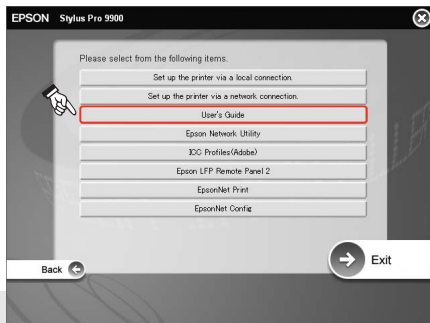 EPSON Stylus Pro 9900
Please select from the following items.
Set up the printer via a local connection.
Set up the printer via a network connection.
User's Guide
Epson Network Utility
ICC Profiles(Adobe)
Epson LFP Remote Panel 2
EpsonNet Print
EpsonNet Config
Back
Exit